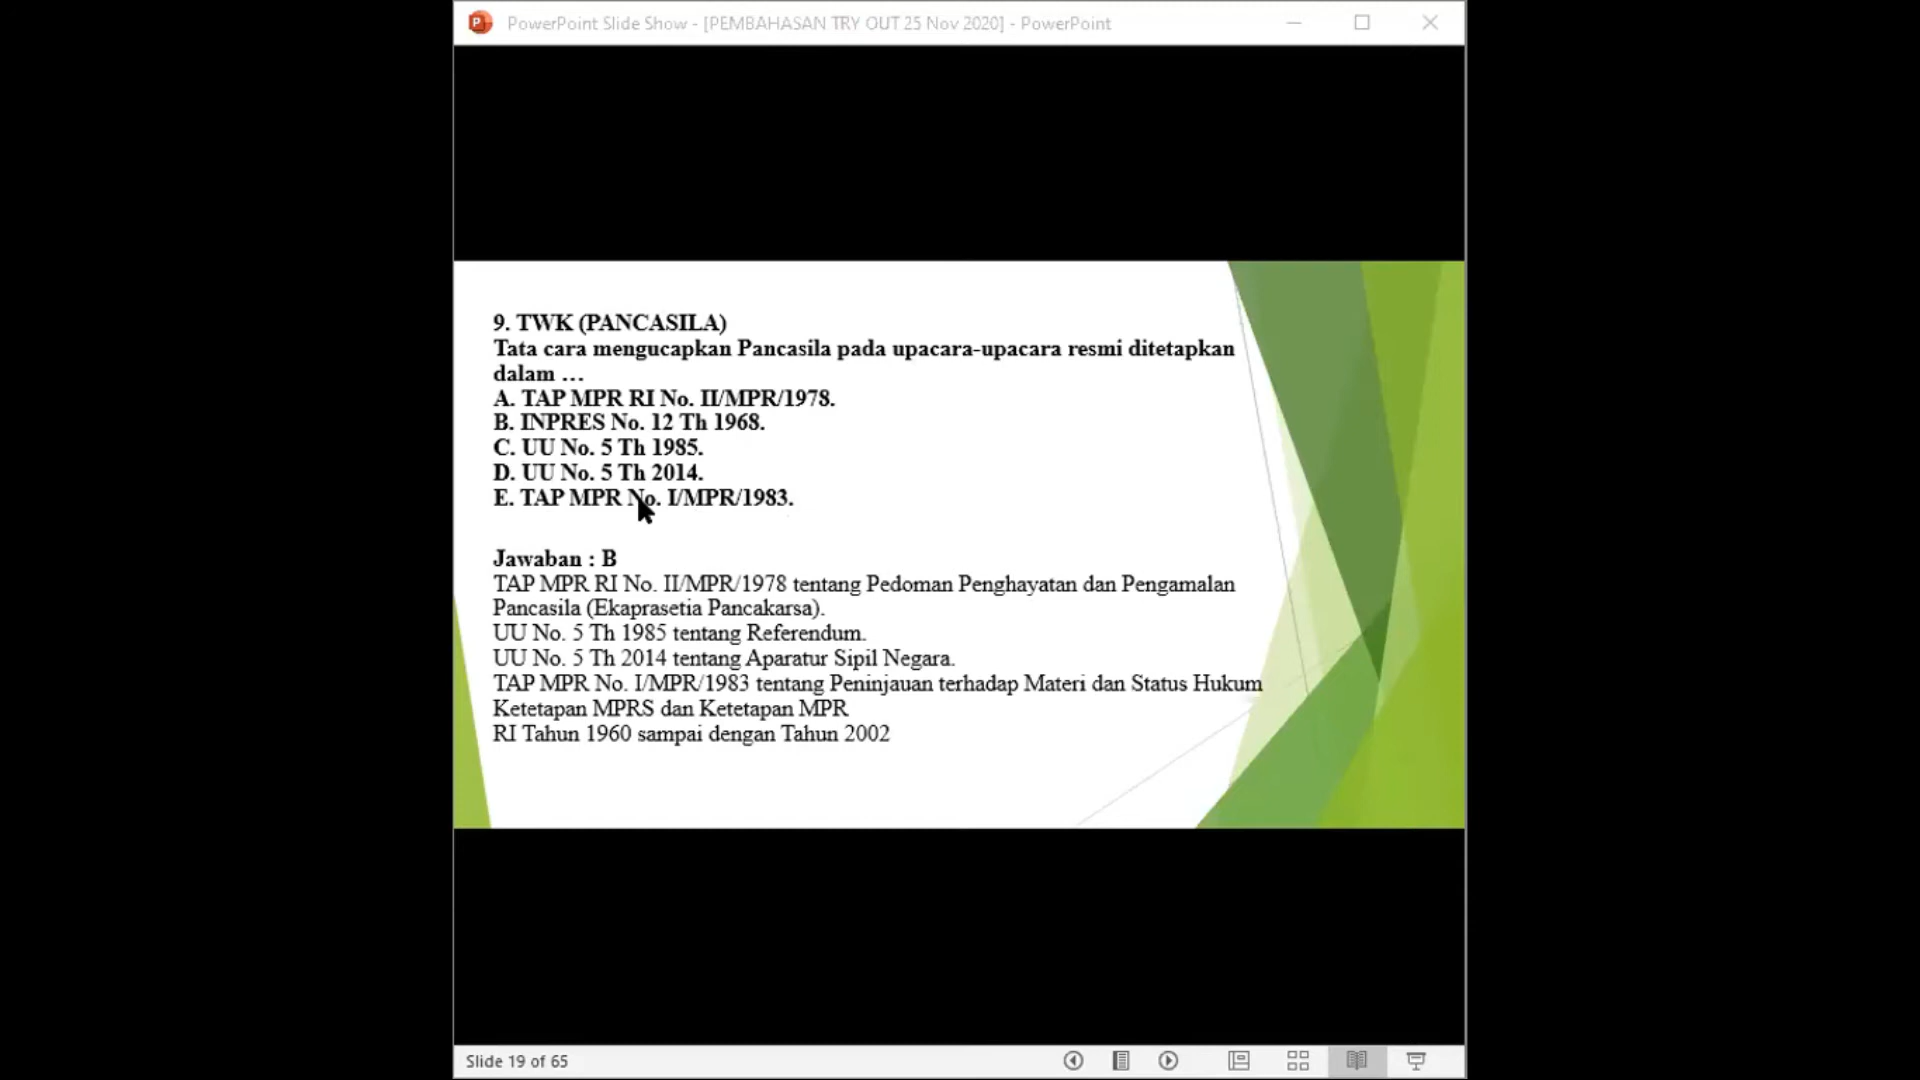 PowerPoint Slide Show - [PEMBAHASAN TRY OUT 25 Nov 2020] - PowerPoint
9. TWK (PANCASILA)
Tata cara mengucapkan Pancasila pada upacara-upacara resmi ditetapkan
dalam …
A. TAP MPR RI No. II/MPR/1978.
B. INPRES No. 12 Th 1968.
C. UU No. 5 Th 1985.
D. UU No. 5 Th 2014.
E. TAP MPR No. I/MPR/1983.
Jawaban : B
TAP MPR RI No. II/MPR/1978 tentang Pedoman Penghayatan dan Pengamalan
Pancasila (Ekaprasetia Pancakarsa).
UU No. 5 Th 1985 tentang Referendum.
UU No. 5 Th 2014 tentang Aparatur Sipil Negara.
TAP MPR No. I/MPR/1983 tentang Peninjauan terhadap Materi dan Status Hukum
Ketetapan MPRS dan Ketetapan MPR
RI Tahun 1960 sampai dengan Tahun 2002
Slide 19 of 65